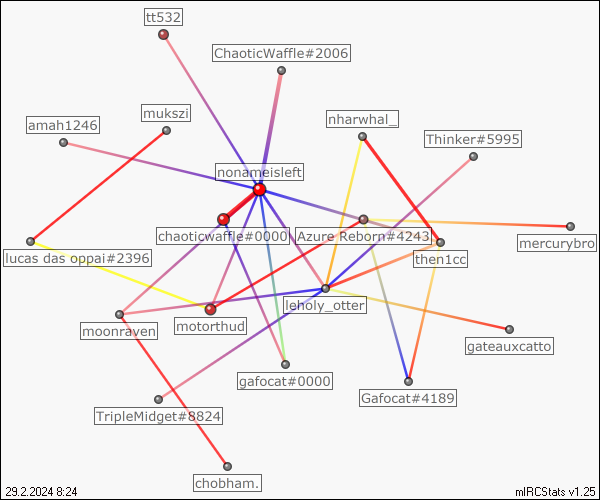 tt532
ChaoticWaffle#2006
mukszi
nharwhal_
amah1246
Thinker#5995
nonameisleft
chaoticwaffle#0000
Azure Reborn#4243
mercurybro
lucas das oppai#2396
then1cc
leholy_otter
moonraven
motorthud
gateauxcatto
gafocat#0000
Gafocat#4189
TripleMidget#8824
chobham.
29.2.2024 8:24
mIRCStats v1.25